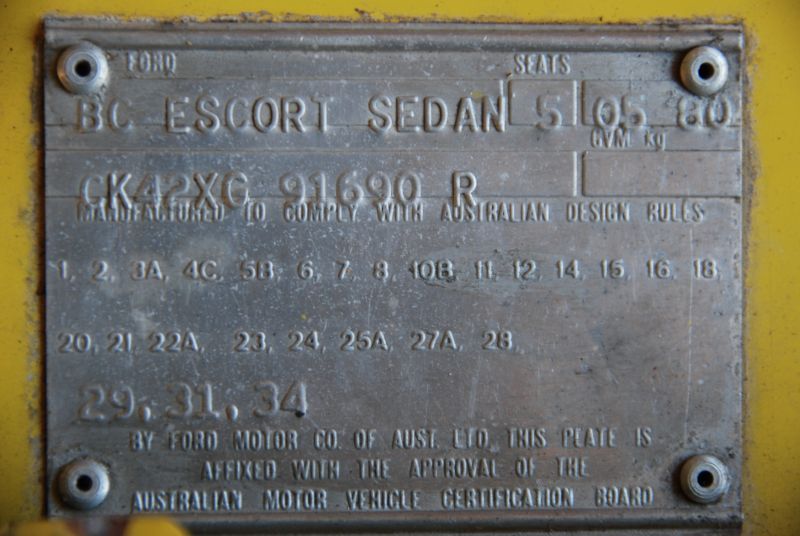 FORD SEATS
BC ESCORT SEDAN 5 05 80
GVM kg
CK42XG 91690 R
MANUFACTURED TO COMPLY WITH AUSTRALIAN DESIGN RULES
1, 2, 3A, 4C, 5B, 6, 7, 8, 10B, 11, 12, 14, 15, 16, 18,
20, 21, 22A, 23, 24, 25A, 27A, 28,
29, 31, 34
BY FORD MOTOR CO. OF AUST. LTD. THIS PLATE IS
AFFIXED WITH THE APPROVAL OF THE
AUSTRALIAN MOTOR VEHICLE CERTIFICATION BOARD